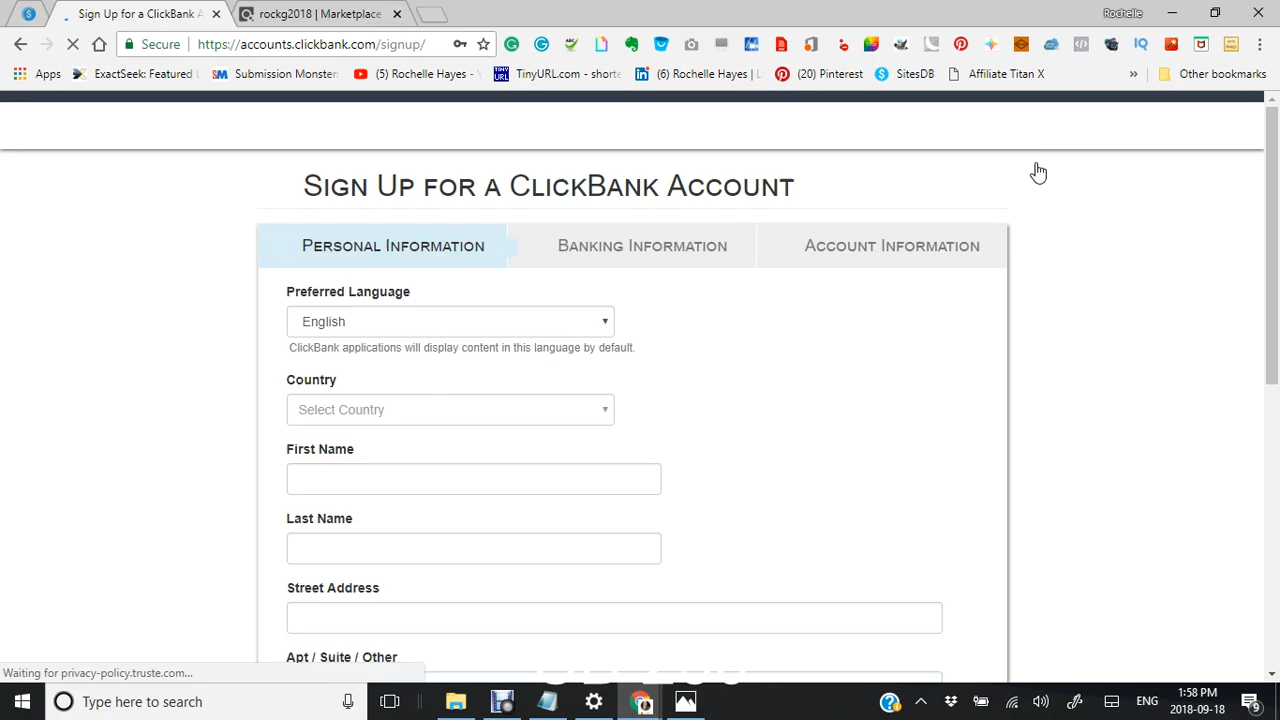 Sign Up for a ClickBank A
rockg2018 | Marketplace
Rochelle
Secure
https://accounts.clickbank.com/signup/
Apps
ExactSeek: Featured L
Submission Monster:
(5) Rochelle Hayes -
TinyURL.com - shorte
(6) Rochelle Hayes | L
(20) Pinterest
SitesDB
Affiliate Titan X
Other bookmarks
Sign Up for a ClickBank Account
Personal Information
Banking Information
Account Information
Preferred Language
English
ClickBank applications will display content in this language by default.
Country
Select Country
First Name
Last Name
Street Address
Apt / Suite / Other
Waiting for privacy-policy.truste.com...
Type here to search
ENG
1:58 PM
2018-09-18